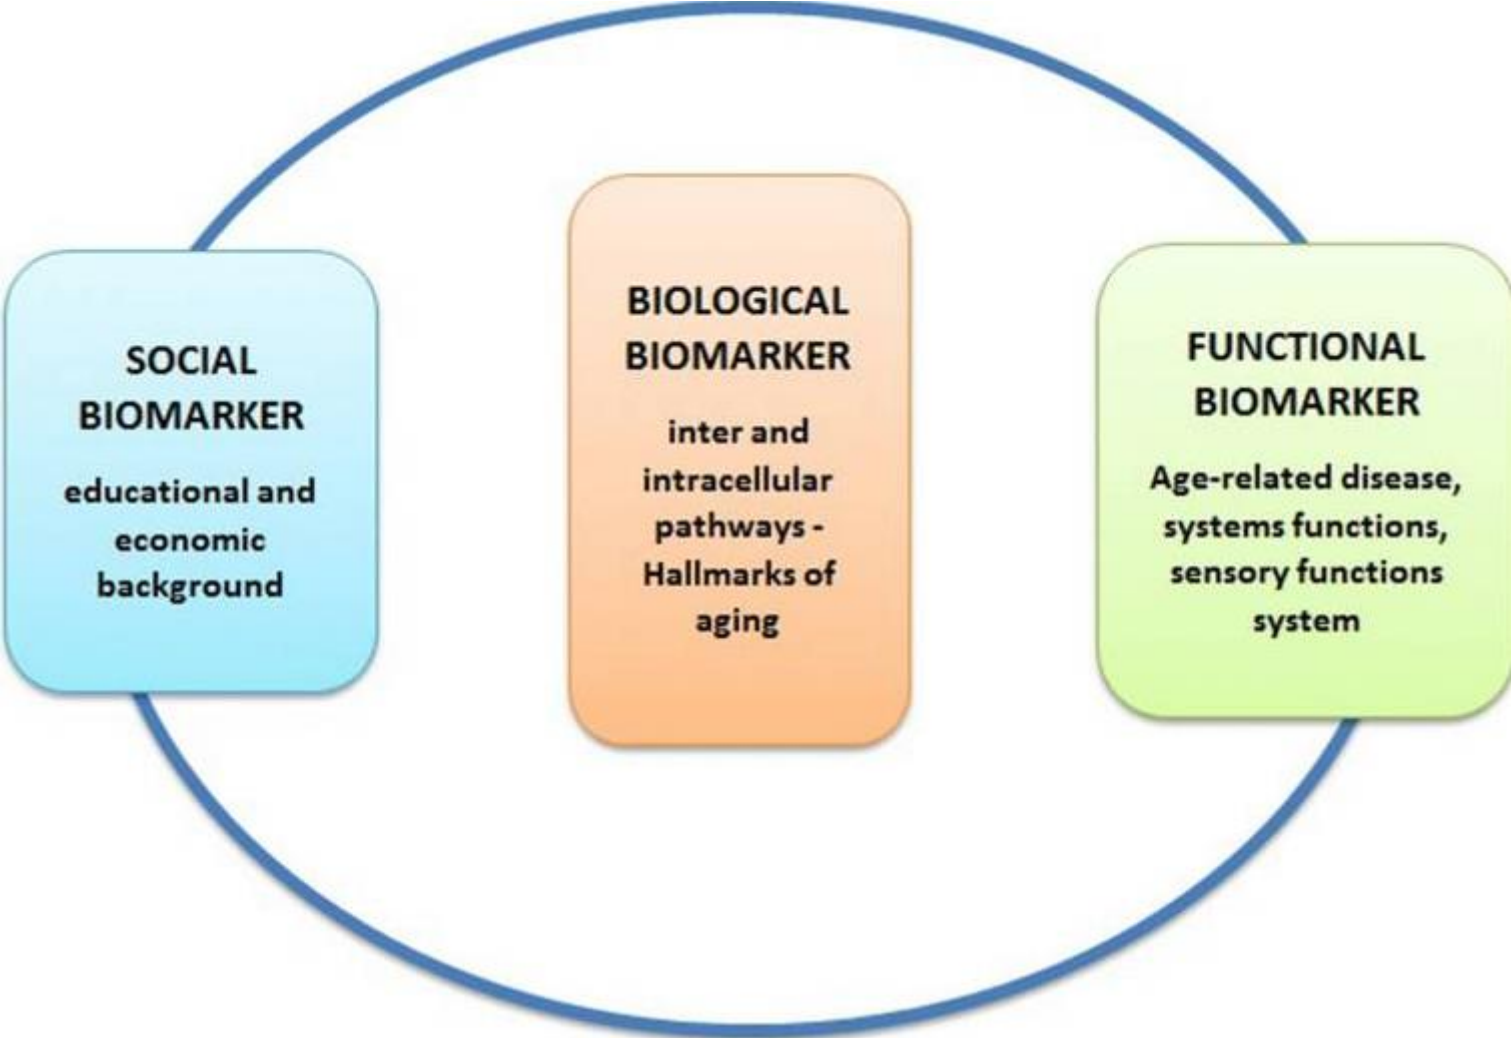 SOCIAL
BIOMARKER
educational and
economic
background
BIOLOGICAL
BIOMARKER
inter and
intracellular
pathways -
Hallmarks of
aging
FUNCTIONAL
BIOMARKER
Age-related disease,
systems functions,
sensory functions
system